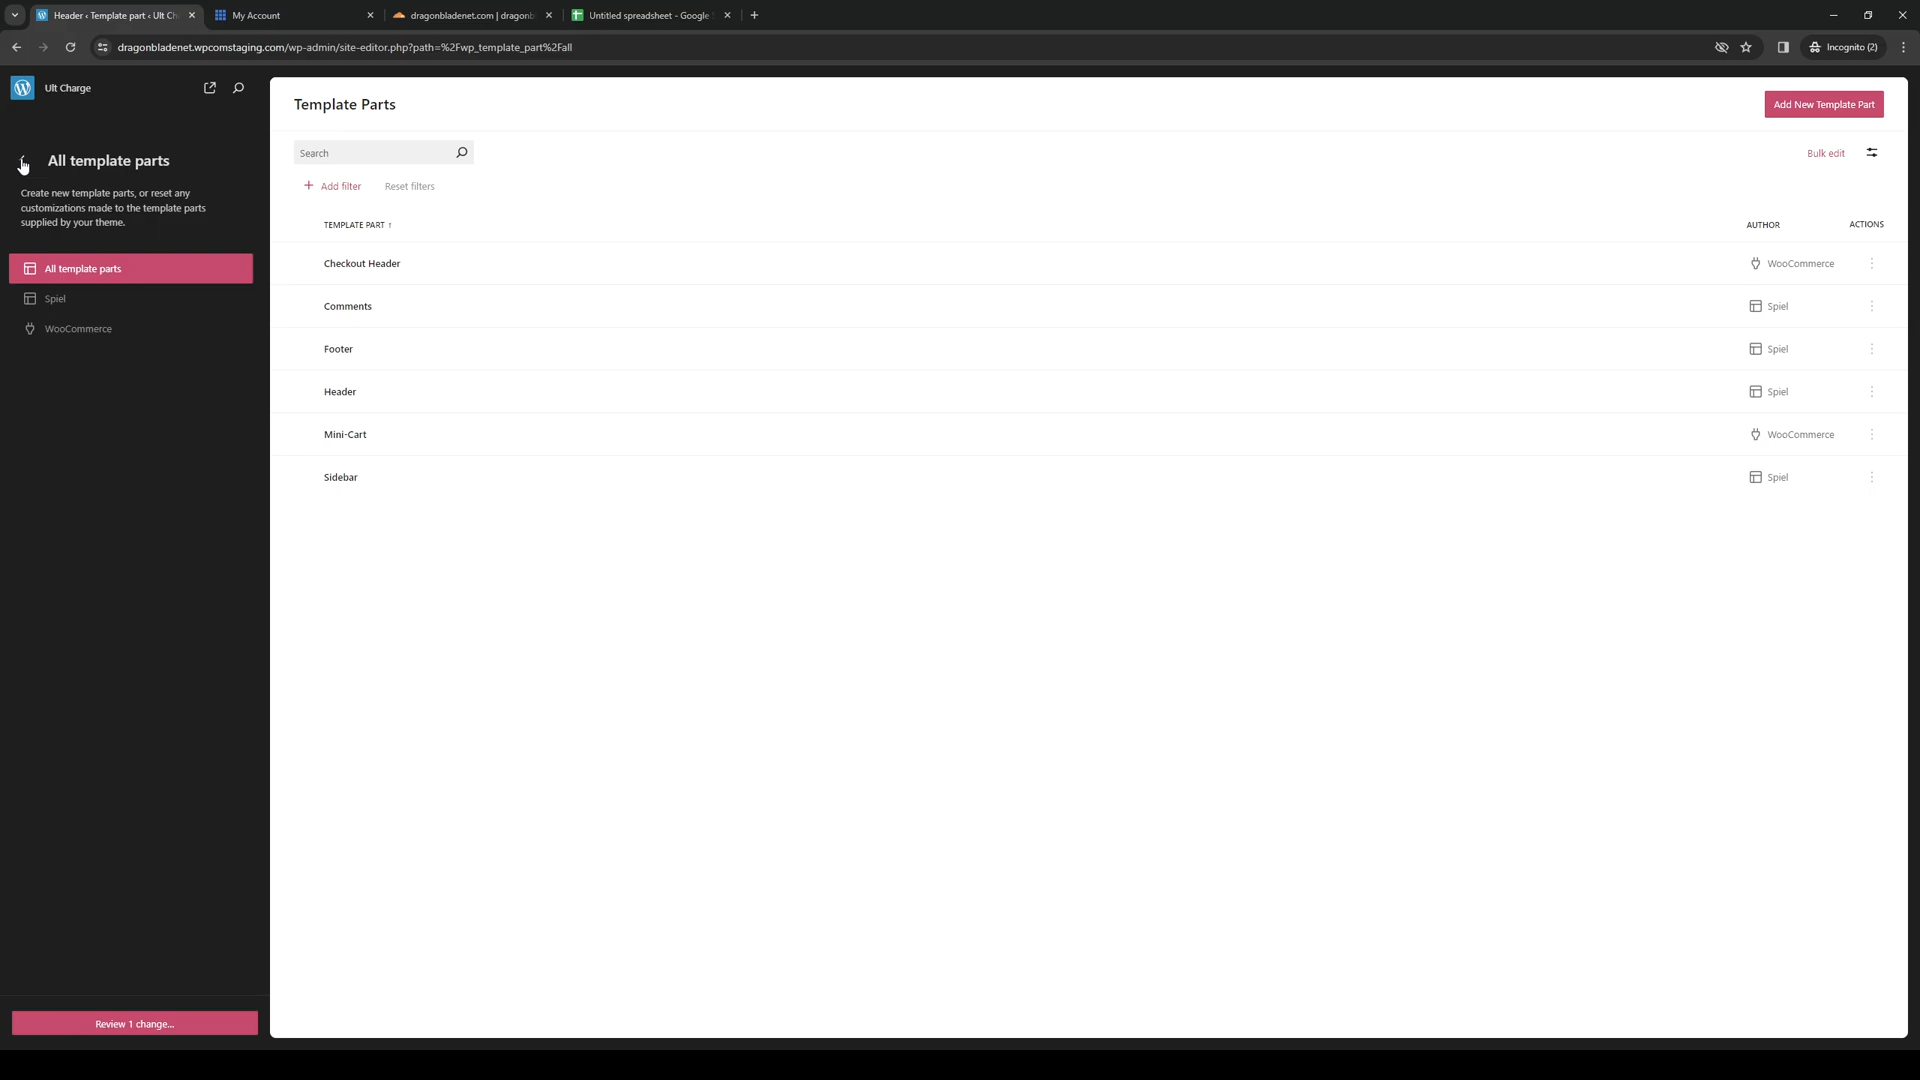 Header ‹ Template part ‹ Ult Ch
My Account
dragonbladenet.com | dragonb
Untitled spreadsheet - Google
dragonbladenet.wpcomstaging.com/wp-admin/site-editor.php?path=%2Fwp_template_part%2Fall
Incognito (2)
Ult Charge
All template parts
Create new template parts, or reset any
customizations made to the template parts
supplied by your theme.
All template parts
Spiel
WooCommerce
Review 1 change...
Template Parts
Add New Template Part
Search
Bulk edit
Add filter
Reset filters
TEMPLATE PART ↑
AUTHOR
ACTIONS
Checkout Header
WooCommerce
Comments
Spiel
Footer
Spiel
Header
Spiel
Mini-Cart
WooCommerce
Sidebar
Spiel